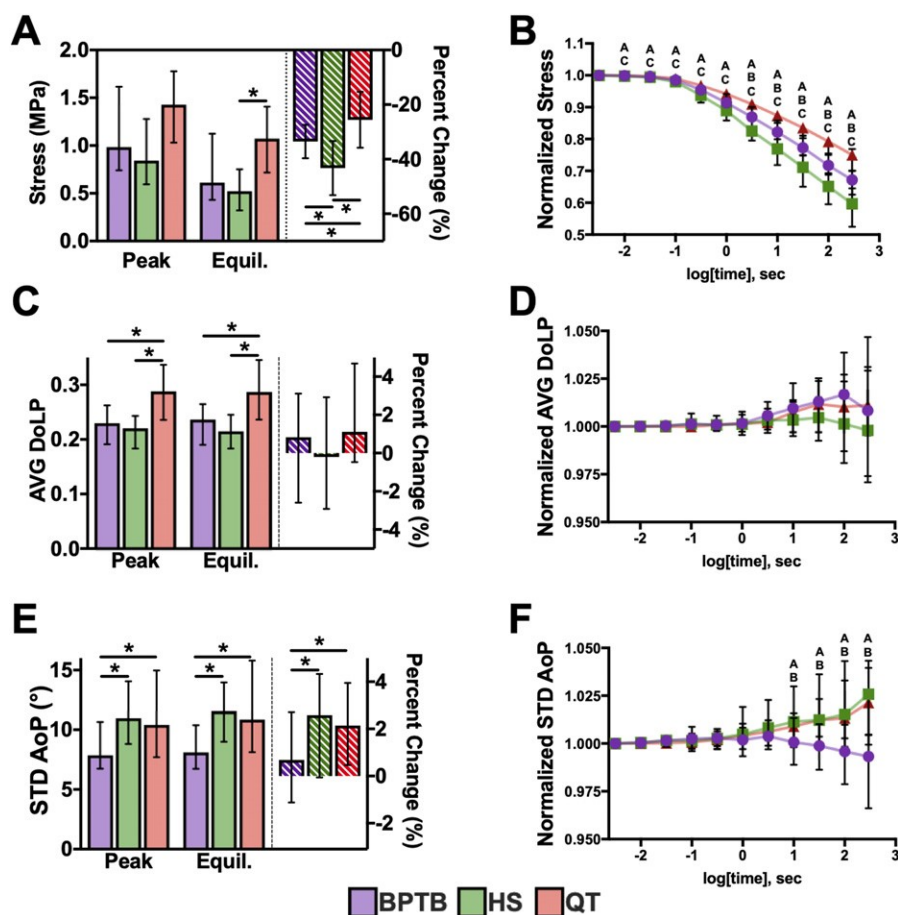 A
Stress (MPa)
2.0
1.5
1.0
0.5
0.0
Peak Equil.
* * * *
0
-20
-40
-60
Percent Change (%)
B
Normalized Stress
1.1
1.0
0.9
0.8
0.7
0.6
0.5
A A A A A A A A A A A
C C C C C C B B B B B
C C C C C
-2 -1 0 1 2 3
log[time], sec
C
AVG DoLP
0.3
0.2
0.1
0.0
Peak Equil.
* * * *
4
2
0
-2
-4
Percent Change (%)
D
Normalized AVG DoLP
1.050
1.025
1.000
0.975
0.950
-2 -1 0 1 2 3
log[time], sec
E
STD AoP (°)
15
10
5
0
Peak Equil.
* * * * * *
4
2
0
-2
Percent Change (%)
F
Normalized STD AoP
1.050
1.025
1.000
0.975
0.950
A A A A
B B B B
-2 -1 0 1 2 3
log[time], sec
BPTB HS QT